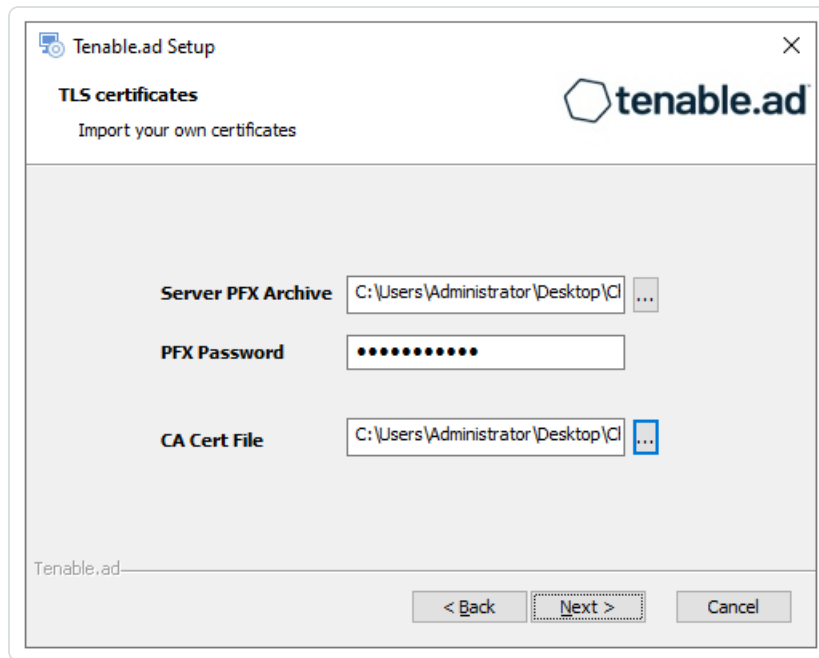 Tenable.ad Setup
TLS certificates
Import your own certificates
tenable.ad
Server PFX Archive C:\Users\Administrator\Desktop\Cl ...
PFX Password •••••••••••
CA Cert File C:\Users\Administrator\Desktop\Cl ...
Tenable.ad
< Back Next > Cancel